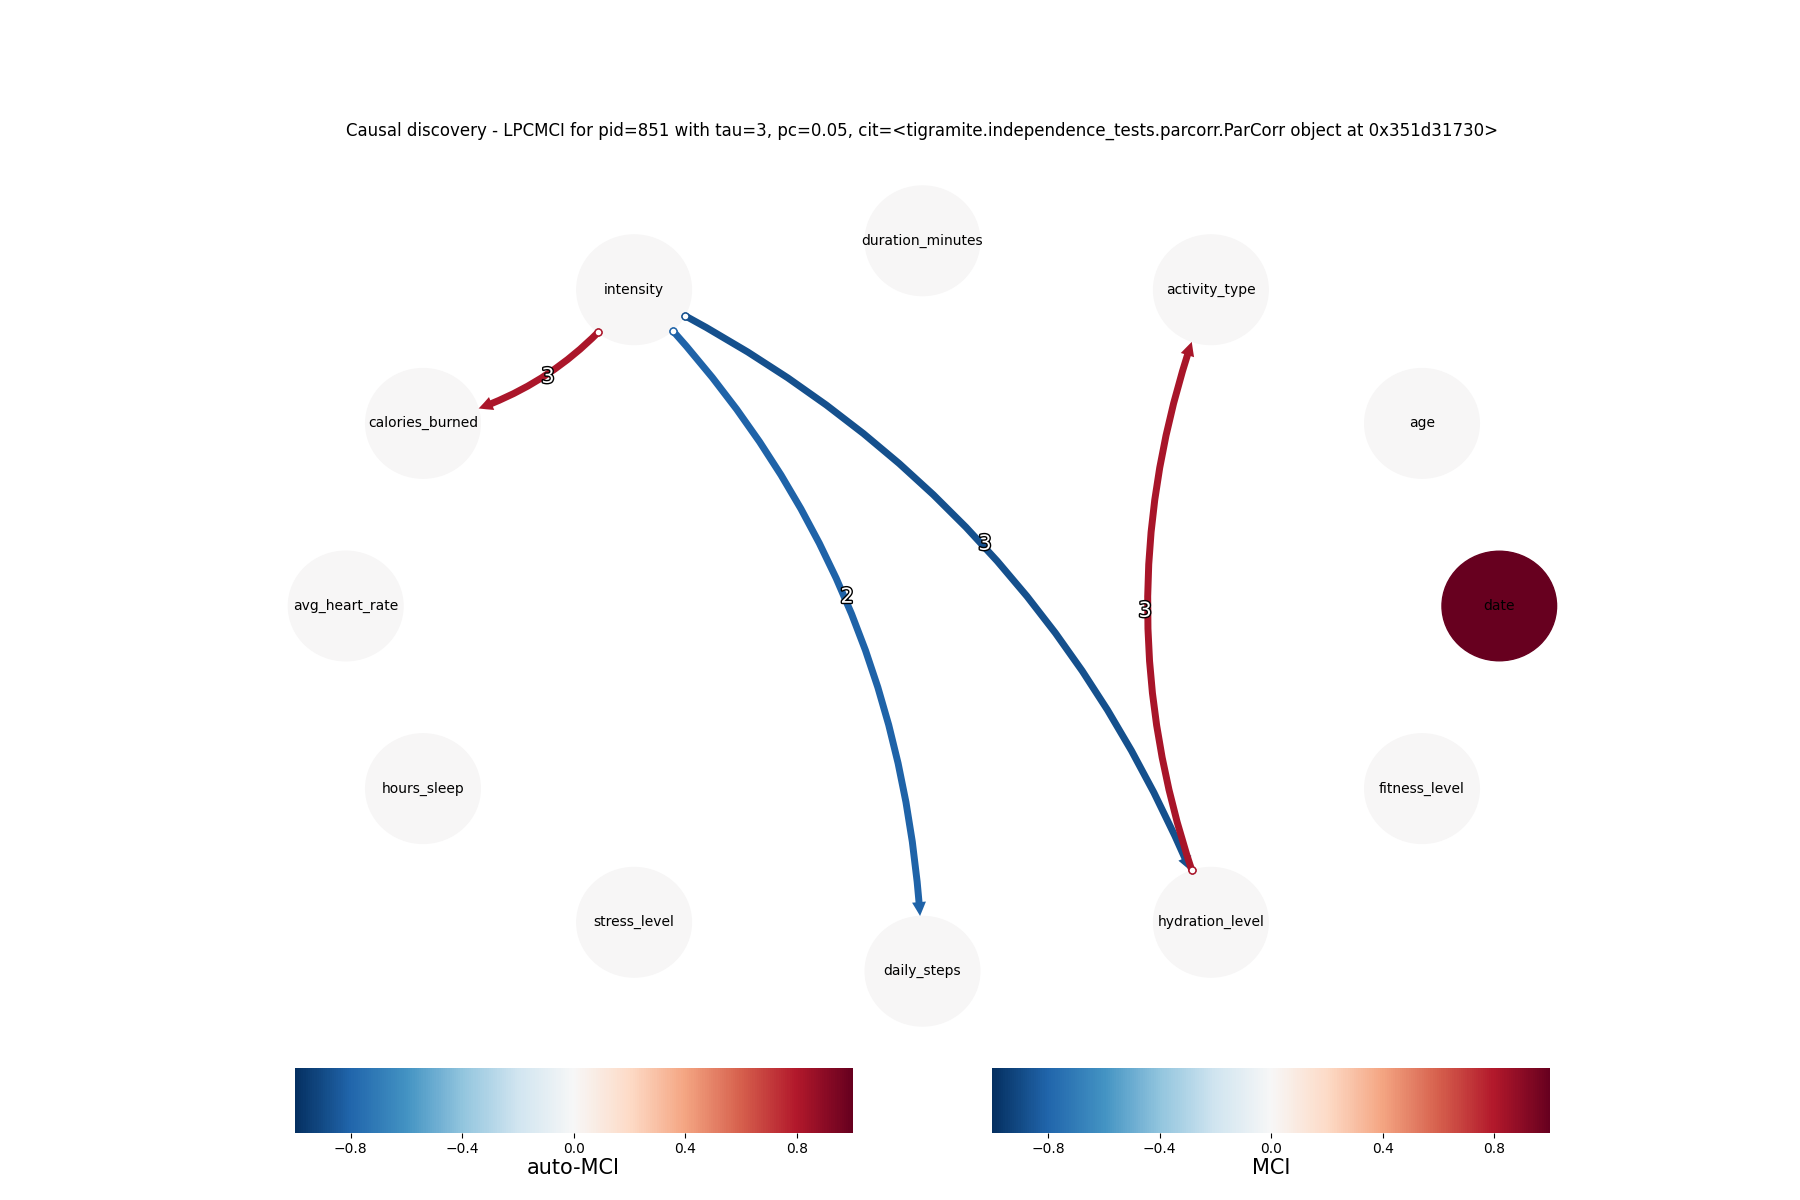 Causal discovery - LPCMCI for pid=851 with tau=3, pc=0.05, cit=<tigramite.independence_tests.parcorr.ParCorr object at 0x351d31730>
duration_minutes
intensity
activity_type
3
calories_burned
age
3
2
3
avg_heart_rate
date
hours_sleep
fitness_level
stress_level
hydration_level
daily_steps
−0.8 −0.4 0.0 0.4 0.8
auto-MCI
−0.8 −0.4 0.0 0.4 0.8
MCI